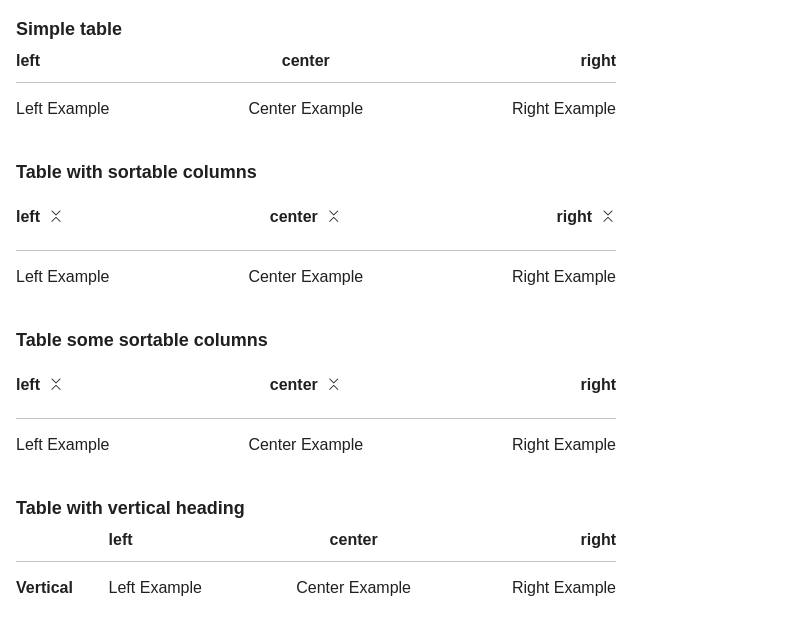 Simple table
left center right
Left Example Center Example Right Example
Table with sortable columns
left center right
Left Example Center Example Right Example
Table some sortable columns
left center right
Left Example Center Example Right Example
Table with vertical heading
left center right
Vertical Left Example Center Example Right Example